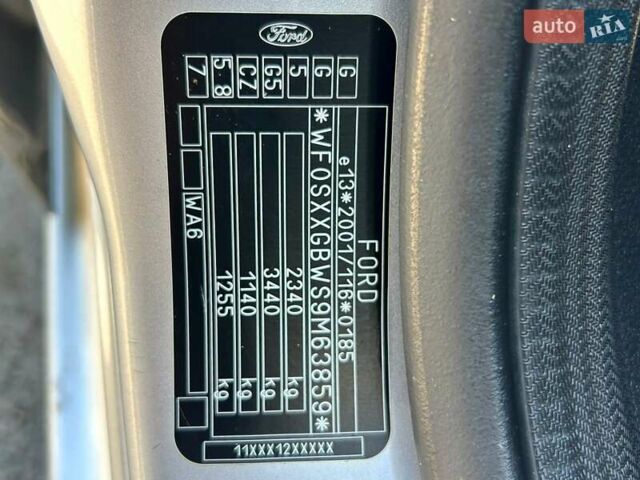 Ford
FORD
e13*2001/116*0185
*WF0SXXGBWS9M63859*
2340 kg
3440 kg
1140 kg
1255 kg
WA6
G G 5 G5 CZ 5.8 7
11XXX12XXXXX
auto RIA